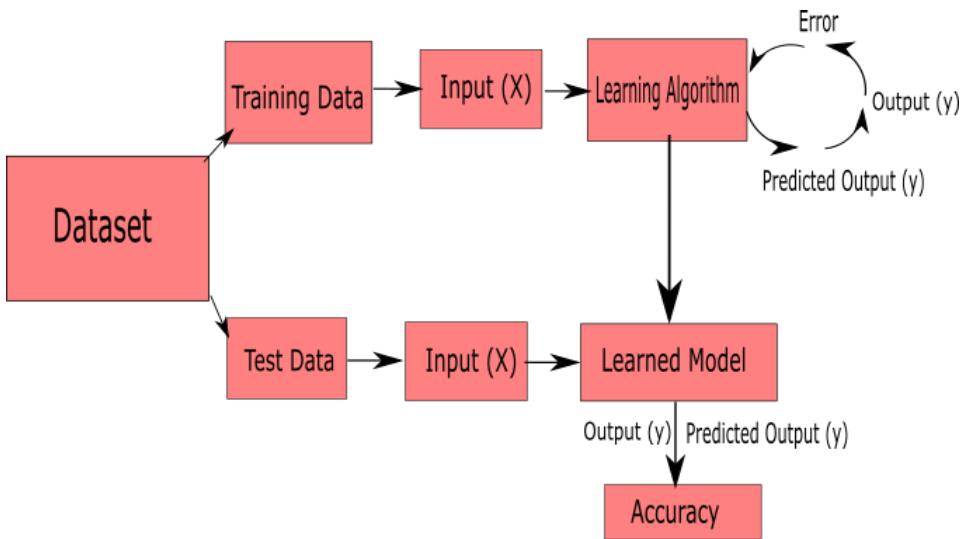 Error
Training Data
Input (X)
Learning Algorithm
Output (y)
Predicted Output (y)
Dataset
Test Data
Input (X)
Learned Model
Output (y)
Predicted Output (y)
Accuracy